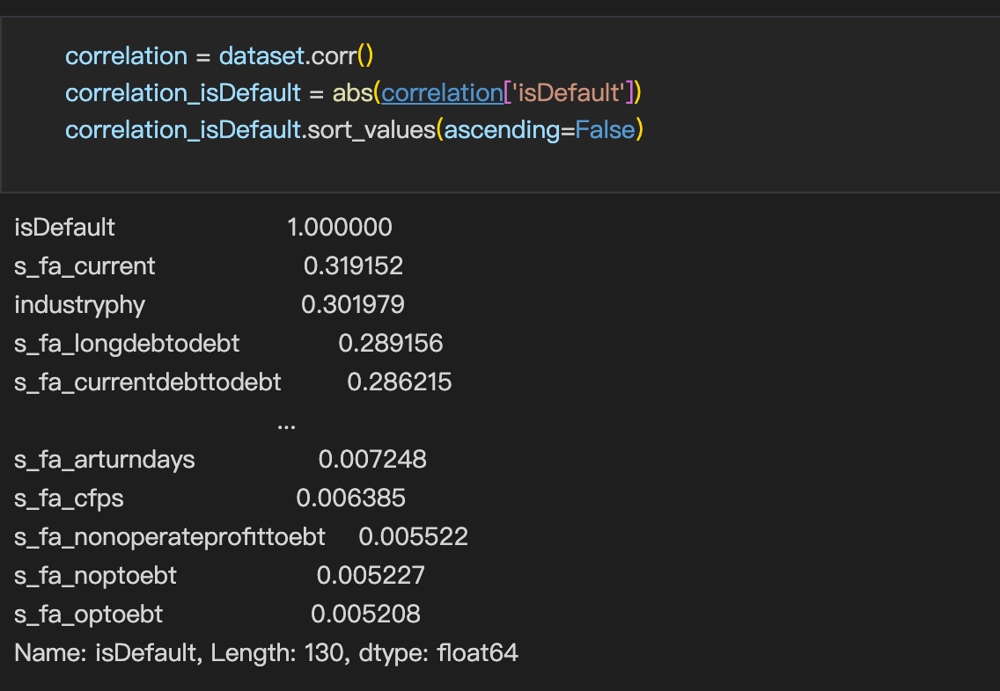 correlation = dataset.corr()
correlation_isDefault = abs(correlation['isDefault'])
correlation_isDefault.sort_values(ascending=False)
isDefault 1.000000
s_fa_current 0.319152
industryphy 0.301979
s_fa_longdebtodebt 0.289156
s_fa_currentdebttodebt 0.286215
...
s_fa_arturndays 0.007248
s_fa_cfps 0.006385
s_fa_nonoperateprofittoebt 0.005522
s_fa_noptoebt 0.005227
s_fa_optoebt 0.005208
Name: isDefault, Length: 130, dtype: float64